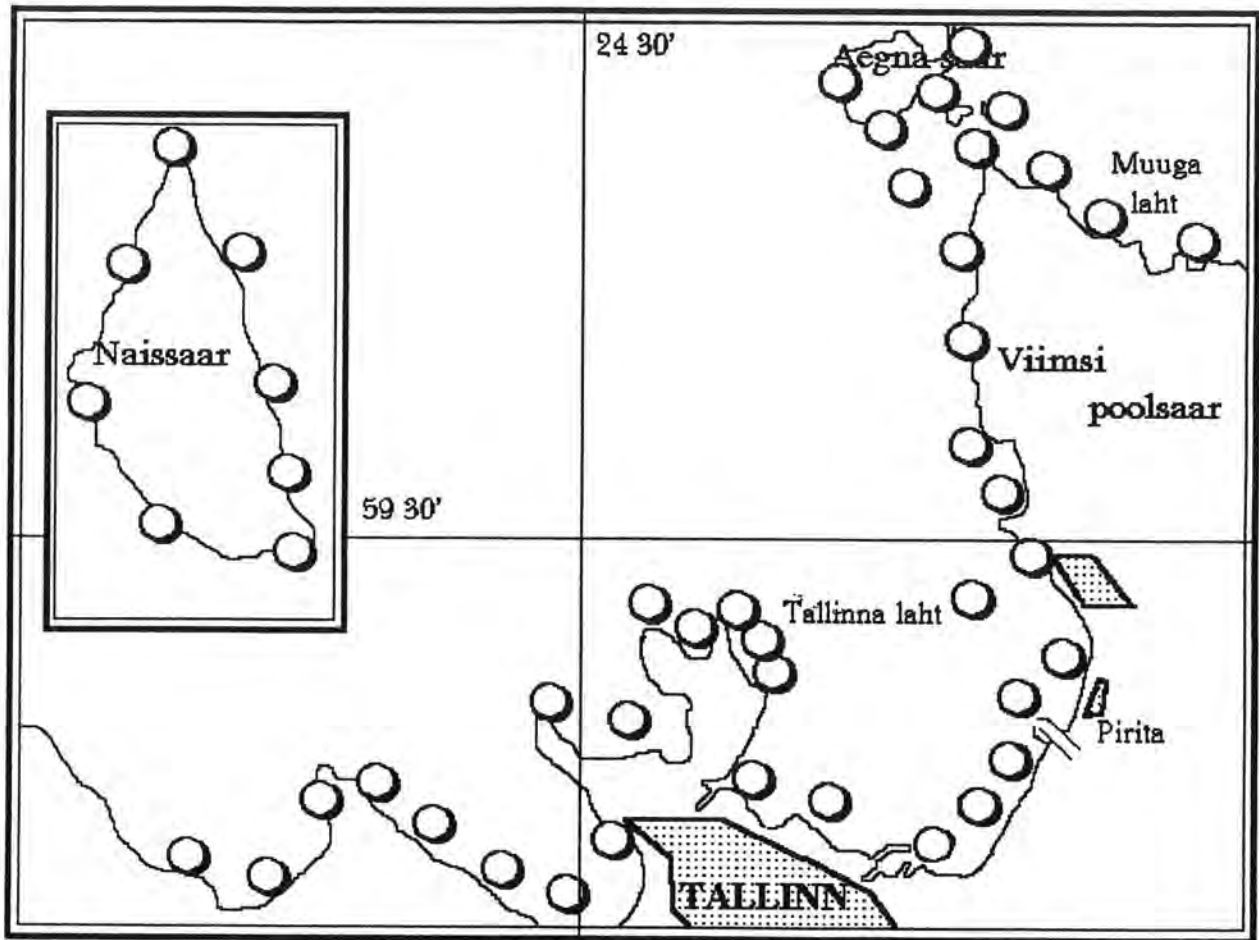 24 30'
Aegna saar
Muuga
laht
Naissaar
Viimsi
poolsaar
59 30'
Tallinna laht
Pirita
TALLINN